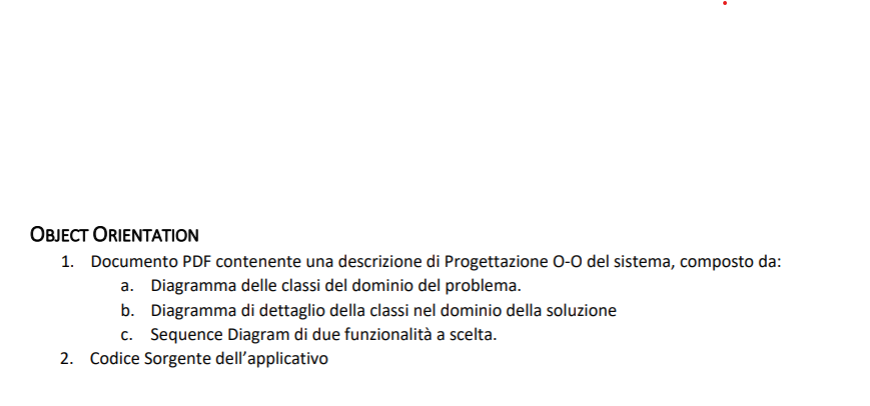 OBJECT ORIENTATION
1. Documento PDF contenente una descrizione di Progettazione O-O del sistema, composto da:
a. Diagramma delle classi del dominio del problema.
b. Diagramma di dettaglio della classi nel dominio della soluzione
c. Sequence Diagram di due funzionalità a scelta.
2. Codice Sorgente dell’applicativo